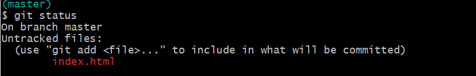 (master)
$ git status
On branch master
Untracked files:
(use "git add <file>..." to include in what will be committed)
index.html